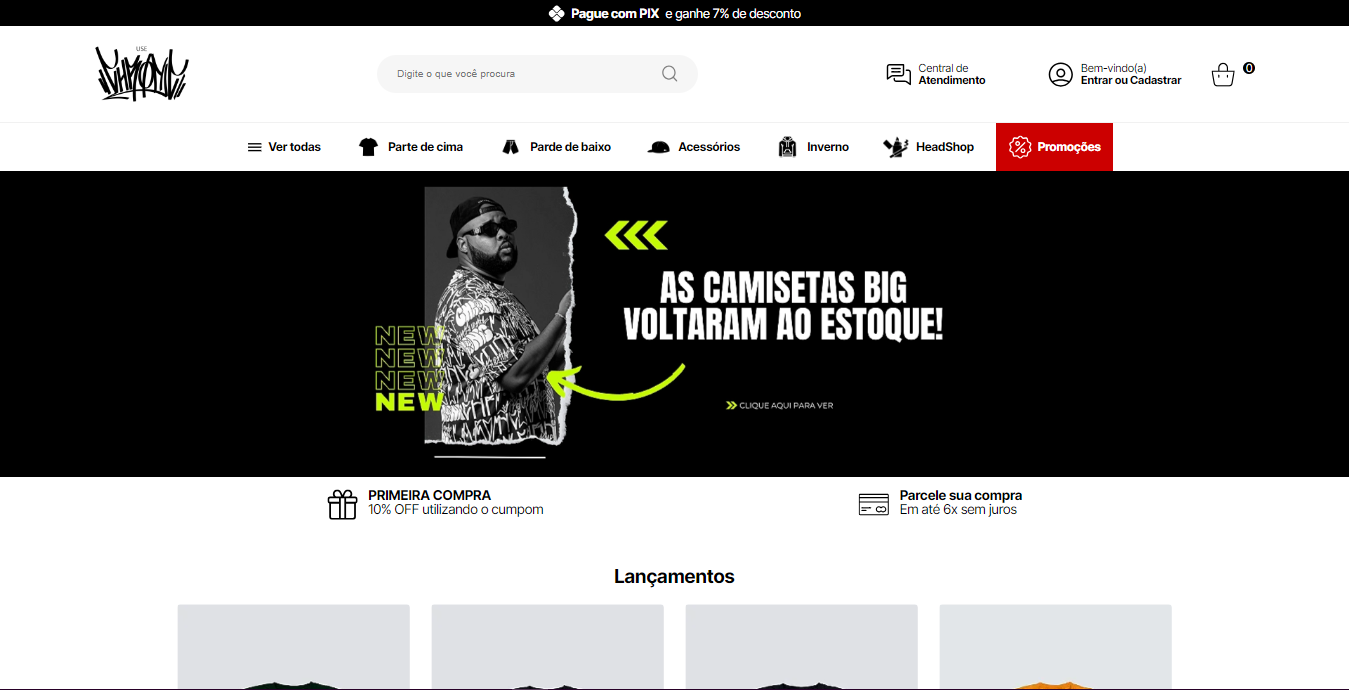 Pague com PIX e ganhe 7% de desconto
USE
Digite o que você procura
Central de
Atendimento
Bem-vindo(a)
Entrar ou Cadastrar
0
Ver todas
Parte de cima
Parde de baixo
Acessórios
Inverno
HeadShop
Promoções
AS CAMISETAS BIG
VOLTARAM AO ESTOQUE!
NEW
NEW
NEW
NEW
CLIQUE AQUI PARA VER
PRIMEIRA COMPRA
10% OFF utilizando o cumpom
Parcele sua compra
Em até 6x sem juros
Lançamentos